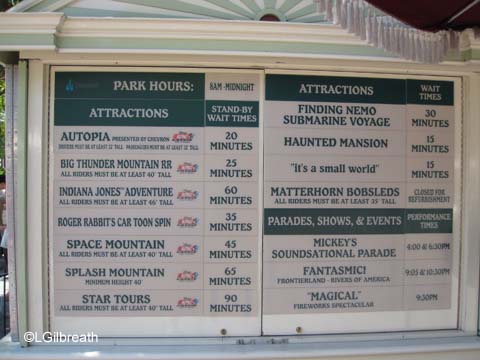 PARK HOURS: 8AM-MIDNIGHT
ATTRACTIONS STAND-BY WAIT TIMES
AUTOPIA PRESENTED BY CHEVRON
DRIVERS MUST BE AT LEAST 32" TALL
20 MINUTES
BIG THUNDER MOUNTAIN RR
ALL RIDERS MUST BE AT LEAST 40" TALL
25 MINUTES
INDIANA JONES™ ADVENTURE
ALL RIDERS MUST BE AT LEAST 46" TALL
60 MINUTES
ROGER RABBIT'S CAR TOON SPIN
35 MINUTES
SPACE MOUNTAIN
ALL RIDERS MUST BE AT LEAST 40" TALL
45 MINUTES
SPLASH MOUNTAIN
MINIMUM HEIGHT 40"
65 MINUTES
STAR TOURS
ALL RIDERS MUST BE AT LEAST 40" TALL
90 MINUTES
ATTRACTIONS WAIT TIMES
FINDING NEMO
SUBMARINE VOYAGE
30 MINUTES
HAUNTED MANSION
15 MINUTES
"it's a small world"
15 MINUTES
MATTERHORN BOBSLEDS
ALL RIDERS MUST BE AT LEAST 35" TALL
CLOSED FOR REFURBISHMENT
PARADES, SHOWS, & EVENTS PERFORMANCE TIMES
MICKEY'S
SOUNDSATIONAL PARADE
4:00 & 6:30PM
FANTASMIC!
FRONTIERLAND - RIVERS OF AMERICA
9:05 & 10:30PM
"MAGICAL"
FIREWORKS SPECTACULAR
9:30PM
©LGilbreath